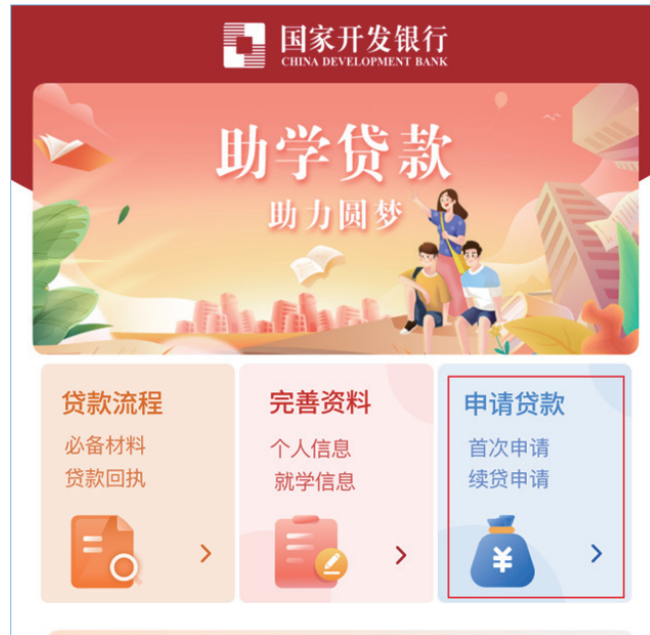 国家开发银行
CHINA DEVELOPMENT BANK
助学贷款
助力圆梦
贷款流程
必备材料
贷款回执
完善资料
个人信息
就学信息
申请贷款
首次申请
续贷申请
¥